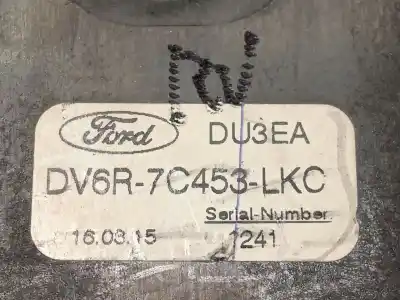 Ford DU3EA
DV6R-7C453-LKC
Serial-Number
16.03.15 1241